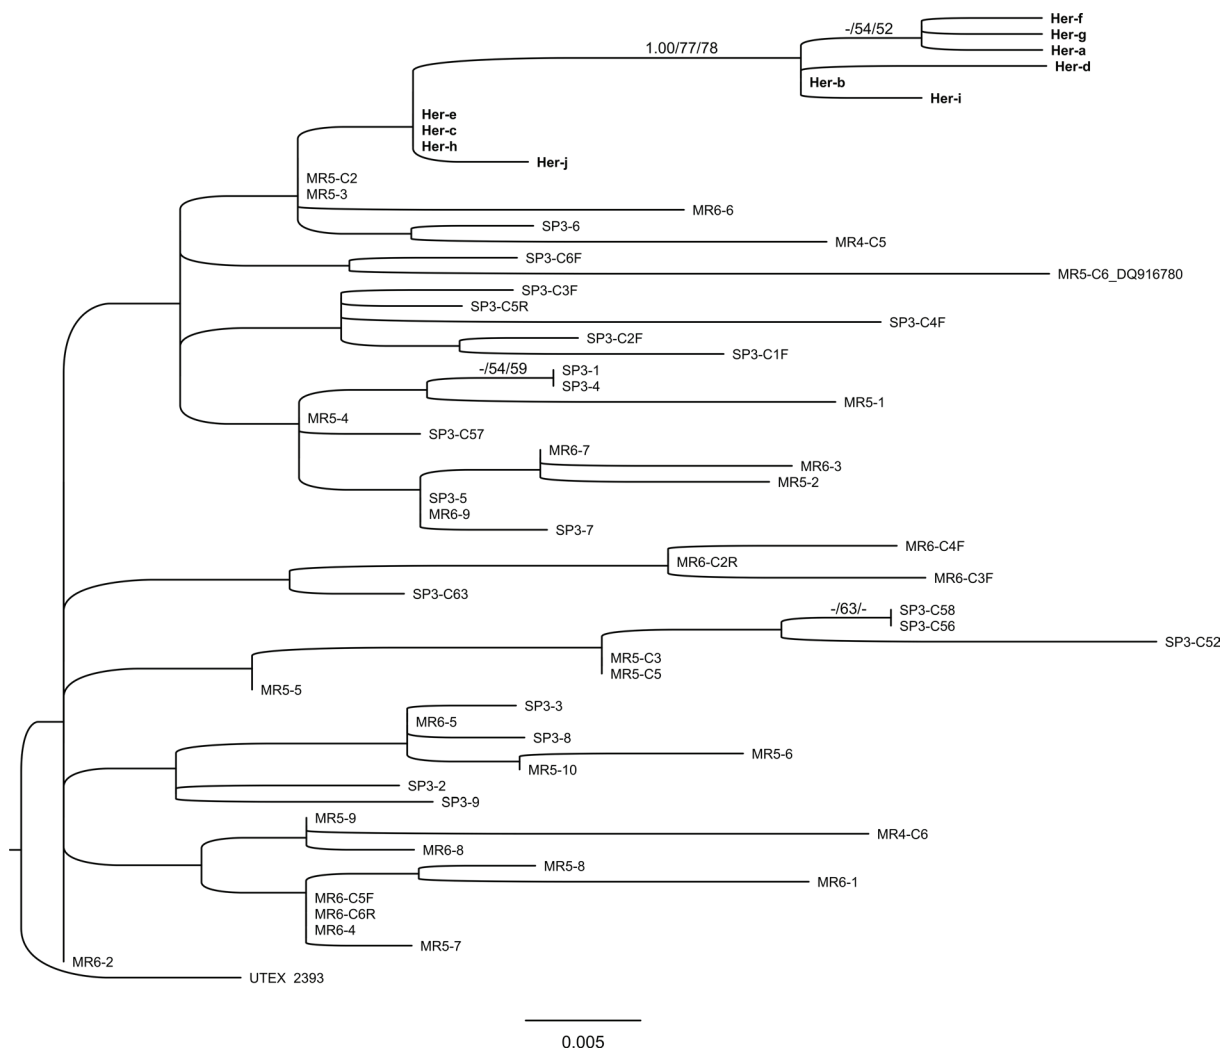 Her-f
-/54/52
Her-g
Her-a
1.00/77/78
Her-d
Her-b
Her-i
Her-e
Her-c
Her-h
Her-j
MR5-C2
MR5-3
MR6-6
SP3-6
MR4-C5
SP3-C6F
MR5-C6_DQ916780
SP3-C3F
SP3-C5R
SP3-C4F
SP3-C2F
SP3-C1F
-/54/59
SP3-1
SP3-4
MR5-1
MR5-4
SP3-C57
MR6-7
MR6-3
MR5-2
SP3-5
MR6-9
SP3-7
MR6-C4F
MR6-C2R
MR6-C3F
SP3-C63
-/63/-
SP3-C58
SP3-C56
SP3-C52
MR5-C3
MR5-C5
MR5-5
SP3-3
MR6-5
SP3-8
MR5-6
MR5-10
SP3-2
SP3-9
MR5-9
MR4-C6
MR6-8
MR5-8
MR6-1
MR6-C5F
MR6-C6R
MR6-4
MR5-7
MR6-2
UTEX 2393
0.005